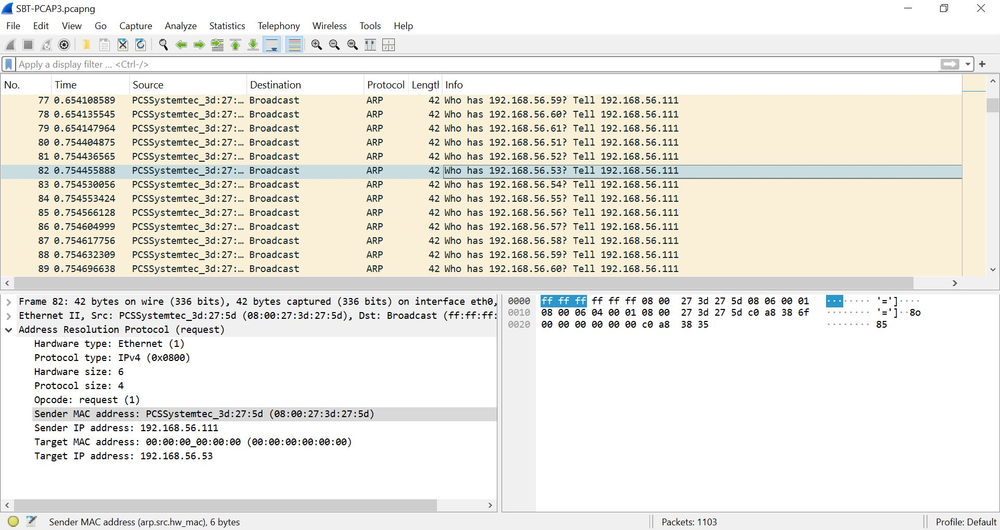 SBT-PCAP3.pcapng
File Edit View Go Capture Analyze Statistics Telephony Wireless Tools Help
Apply a display filter ... <Ctrl-/>
No. Time Source Destination Protocol Lengtl Info
77 0.654108589 PCSSystemtec_3d:27:… Broadcast ARP 42 Who has 192.168.56.59? Tell 192.168.56.111
78 0.654135545 PCSSystemtec_3d:27:… Broadcast ARP 42 Who has 192.168.56.60? Tell 192.168.56.111
79 0.654147964 PCSSystemtec_3d:27:… Broadcast ARP 42 Who has 192.168.56.61? Tell 192.168.56.111
80 0.754404875 PCSSystemtec_3d:27:… Broadcast ARP 42 Who has 192.168.56.51? Tell 192.168.56.111
81 0.754436565 PCSSystemtec_3d:27:… Broadcast ARP 42 Who has 192.168.56.52? Tell 192.168.56.111
82 0.754455888 PCSSystemtec_3d:27:… Broadcast ARP 42 Who has 192.168.56.53? Tell 192.168.56.111
83 0.754530056 PCSSystemtec_3d:27:… Broadcast ARP 42 Who has 192.168.56.54? Tell 192.168.56.111
84 0.754553424 PCSSystemtec_3d:27:… Broadcast ARP 42 Who has 192.168.56.55? Tell 192.168.56.111
85 0.754566128 PCSSystemtec_3d:27:… Broadcast ARP 42 Who has 192.168.56.56? Tell 192.168.56.111
86 0.754604999 PCSSystemtec_3d:27:… Broadcast ARP 42 Who has 192.168.56.57? Tell 192.168.56.111
87 0.754617756 PCSSystemtec_3d:27:… Broadcast ARP 42 Who has 192.168.56.58? Tell 192.168.56.111
88 0.754632309 PCSSystemtec_3d:27:… Broadcast ARP 42 Who has 192.168.56.59? Tell 192.168.56.111
89 0.754696638 PCSSystemtec_3d:27:… Broadcast ARP 42 Who has 192.168.56.60? Tell 192.168.56.111
Frame 82: 42 bytes on wire (336 bits), 42 bytes captured (336 bits) on interface eth0,
Ethernet II, Src: PCSSystemtec_3d:27:5d (08:00:27:3d:27:5d), Dst: Broadcast (ff:ff:ff:
Address Resolution Protocol (request)
Hardware type: Ethernet (1)
Protocol type: IPv4 (0x0800)
Hardware size: 6
Protocol size: 4
Opcode: request (1)
Sender MAC address: PCSSystemtec_3d:27:5d (08:00:27:3d:27:5d)
Sender IP address: 192.168.56.111
Target MAC address: 00:00:00_00:00:00 (00:00:00:00:00:00)
Target IP address: 192.168.56.53
0000 ff ff ff ff ff ff 08 00 27 3d 27 5d 08 06 00 01 ········ '=']····
0010 08 00 06 04 00 01 08 00 27 3d 27 5d c0 a8 38 6f ········ '=']··8o
0020 00 00 00 00 00 00 c0 a8 38 35 ········ 85
Sender MAC address (arp.src.hw_mac), 6 bytes
Packets: 1103
Profile: Default